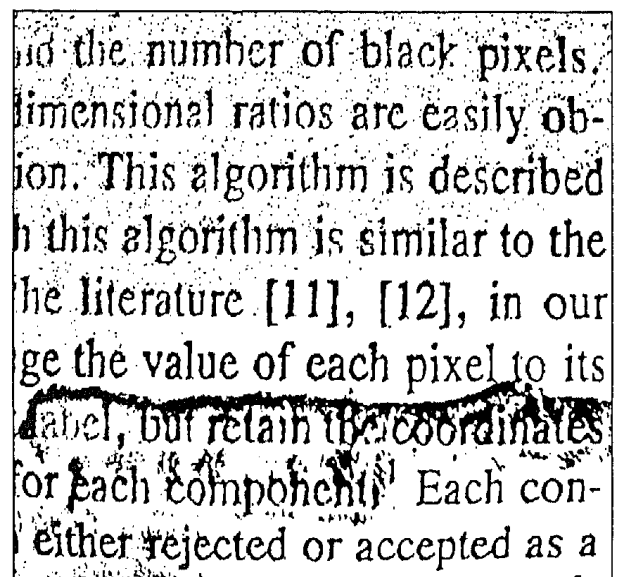 the number of black pixels.
dimensional ratios are easily ob-
ion. This algorithm is described
h this algorithm is similar to the
he literature [11], [12], in our
ge the value of each pixel to its
label, but retain the coordinates
for each component. Each con-
either rejected or accepted as a